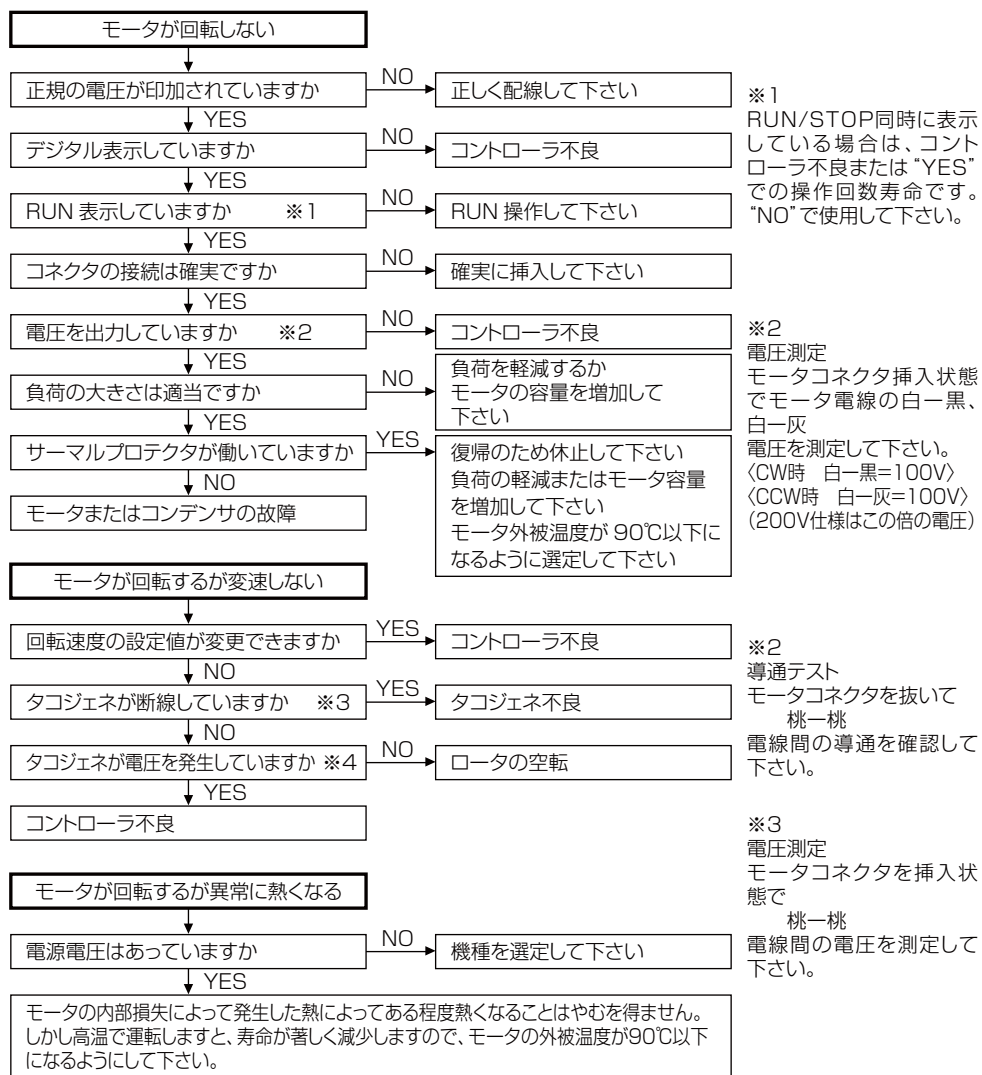 モータが回転しない
正規の電圧が印加されていますか
NO
正しく配線して下さい
YES
デジタル表示していますか
NO
コントローラ不良
YES
RUN 表示していますか ※1
NO
RUN 操作して下さい
YES
コネクタの接続は確実ですか
NO
確実に挿入して下さい
YES
電圧を出力していますか ※2
NO
コントローラ不良
YES
負荷の大きさは適当ですか
NO
負荷を軽減するか
モータの容量を増加して
下さい
YES
サーマルプロテクタが働いていますか
YES
復帰のため休止して下さい
負荷の軽減またはモータ容量
を増加して下さい
モータ外被温度が 90℃以下に
なるように選定して下さい
NO
モータまたはコンデンサの故障
※1
RUN/STOP同時に表示
している場合は、コント
ローラ不良または“YES”
での操作回数寿命です。
“NO”で使用して下さい。
※2
電圧測定
モータコネクタ挿入状態
でモータ電線の白ー黒、
白ー灰
電圧を測定して下さい。
〈CW時 白ー黒=100V〉
〈CCW時 白ー灰=100V〉
(200V仕様はこの倍の電圧)
モータが回転するが変速しない
回転速度の設定値が変更できますか
YES
コントローラ不良
NO
タコジェネが断線していますか ※3
YES
タコジェネ不良
NO
タコジェネが電圧を発生していますか ※4
NO
ロータの空転
YES
コントローラ不良
※2
導通テスト
モータコネクタを抜いて
桃ー桃
電線間の導通を確認して
下さい。
※3
電圧測定
モータコネクタを挿入状
態で
桃ー桃
電線間の電圧を測定して
下さい。
モータが回転するが異常に熱くなる
電源電圧はあっていますか
NO
機種を選定して下さい
YES
モータの内部損失によって発生した熱によってある程度熱くなることはやむを得ません。
しかし高温で運転しますと、寿命が著しく減少しますので、モータの外被温度が90℃以下
になるようにして下さい。